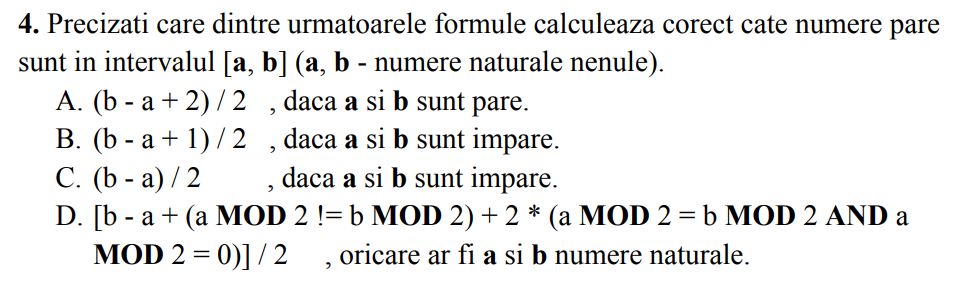 4. Precizati care dintre urmatoarele formule calculeaza corect cate numere pare
sunt in intervalul [a, b] (a, b - numere naturale nenule).
A. (b - a + 2) / 2 , daca a si b sunt pare.
B. (b - a + 1) / 2 , daca a si b sunt impare.
C. (b - a) / 2 , daca a si b sunt impare.
D. [b - a + (a MOD 2 != b MOD 2) + 2 * (a MOD 2 = b MOD 2 AND a
MOD 2 = 0)] / 2 , oricare ar fi a si b numere naturale.